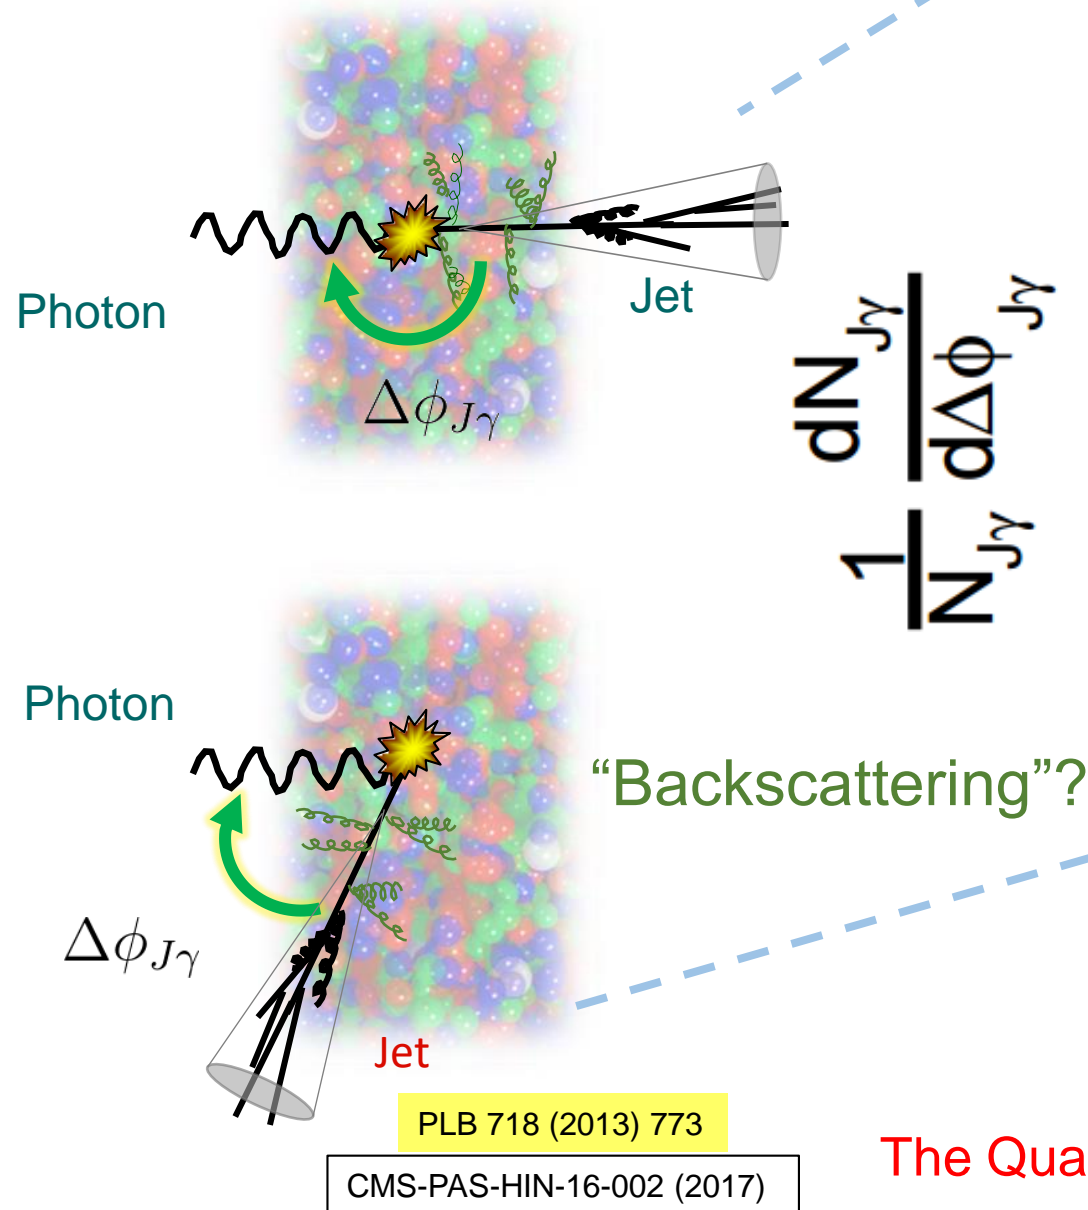 Photon
Jet
Δϕ_Jγ
1/N_Jγ dN_Jγ/dΔϕ_Jγ
Photon
“Backscattering”?
Δϕ_Jγ
Jet
PLB 718 (2013) 773
CMS-PAS-HIN-16-002 (2017)
The Qua